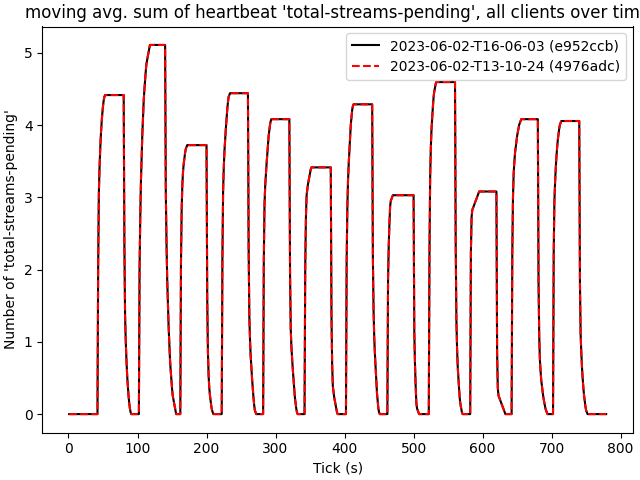 moving avg. sum of heartbeat 'total-streams-pending', all clients over tim
2023-06-02-T16-06-03 (e952ccb)
2023-06-02-T13-10-24 (4976adc)
Number of 'total-streams-pending'
5
4
3
2
1
0
0 100 200 300 400 500 600 700 800
Tick (s)